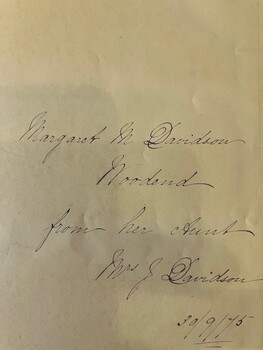 Margaret M Davidson
Woodend
from her Aunt
Mrs J Davidson
30/9/75